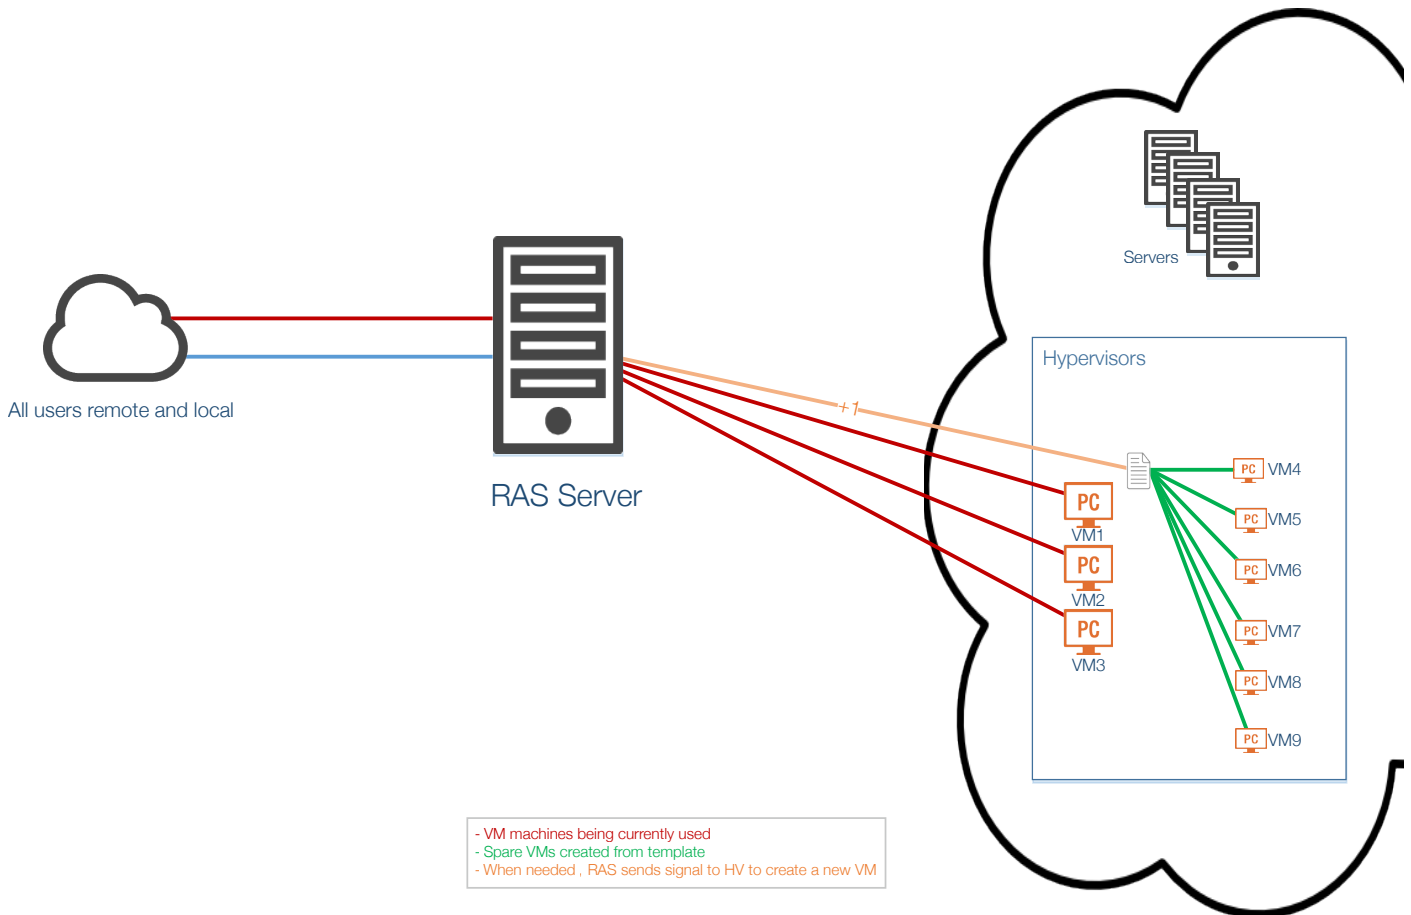 Servers
Hypervisors
All users remote and local
+1
RAS Server
PC
VM1
PC
VM2
PC
VM3
PC VM4
PC VM5
PC VM6
PC VM7
PC VM8
PC VM9
- VM machines being currently used
- Spare VMs created from template
- When needed , RAS sends signal to HV to create a new VM